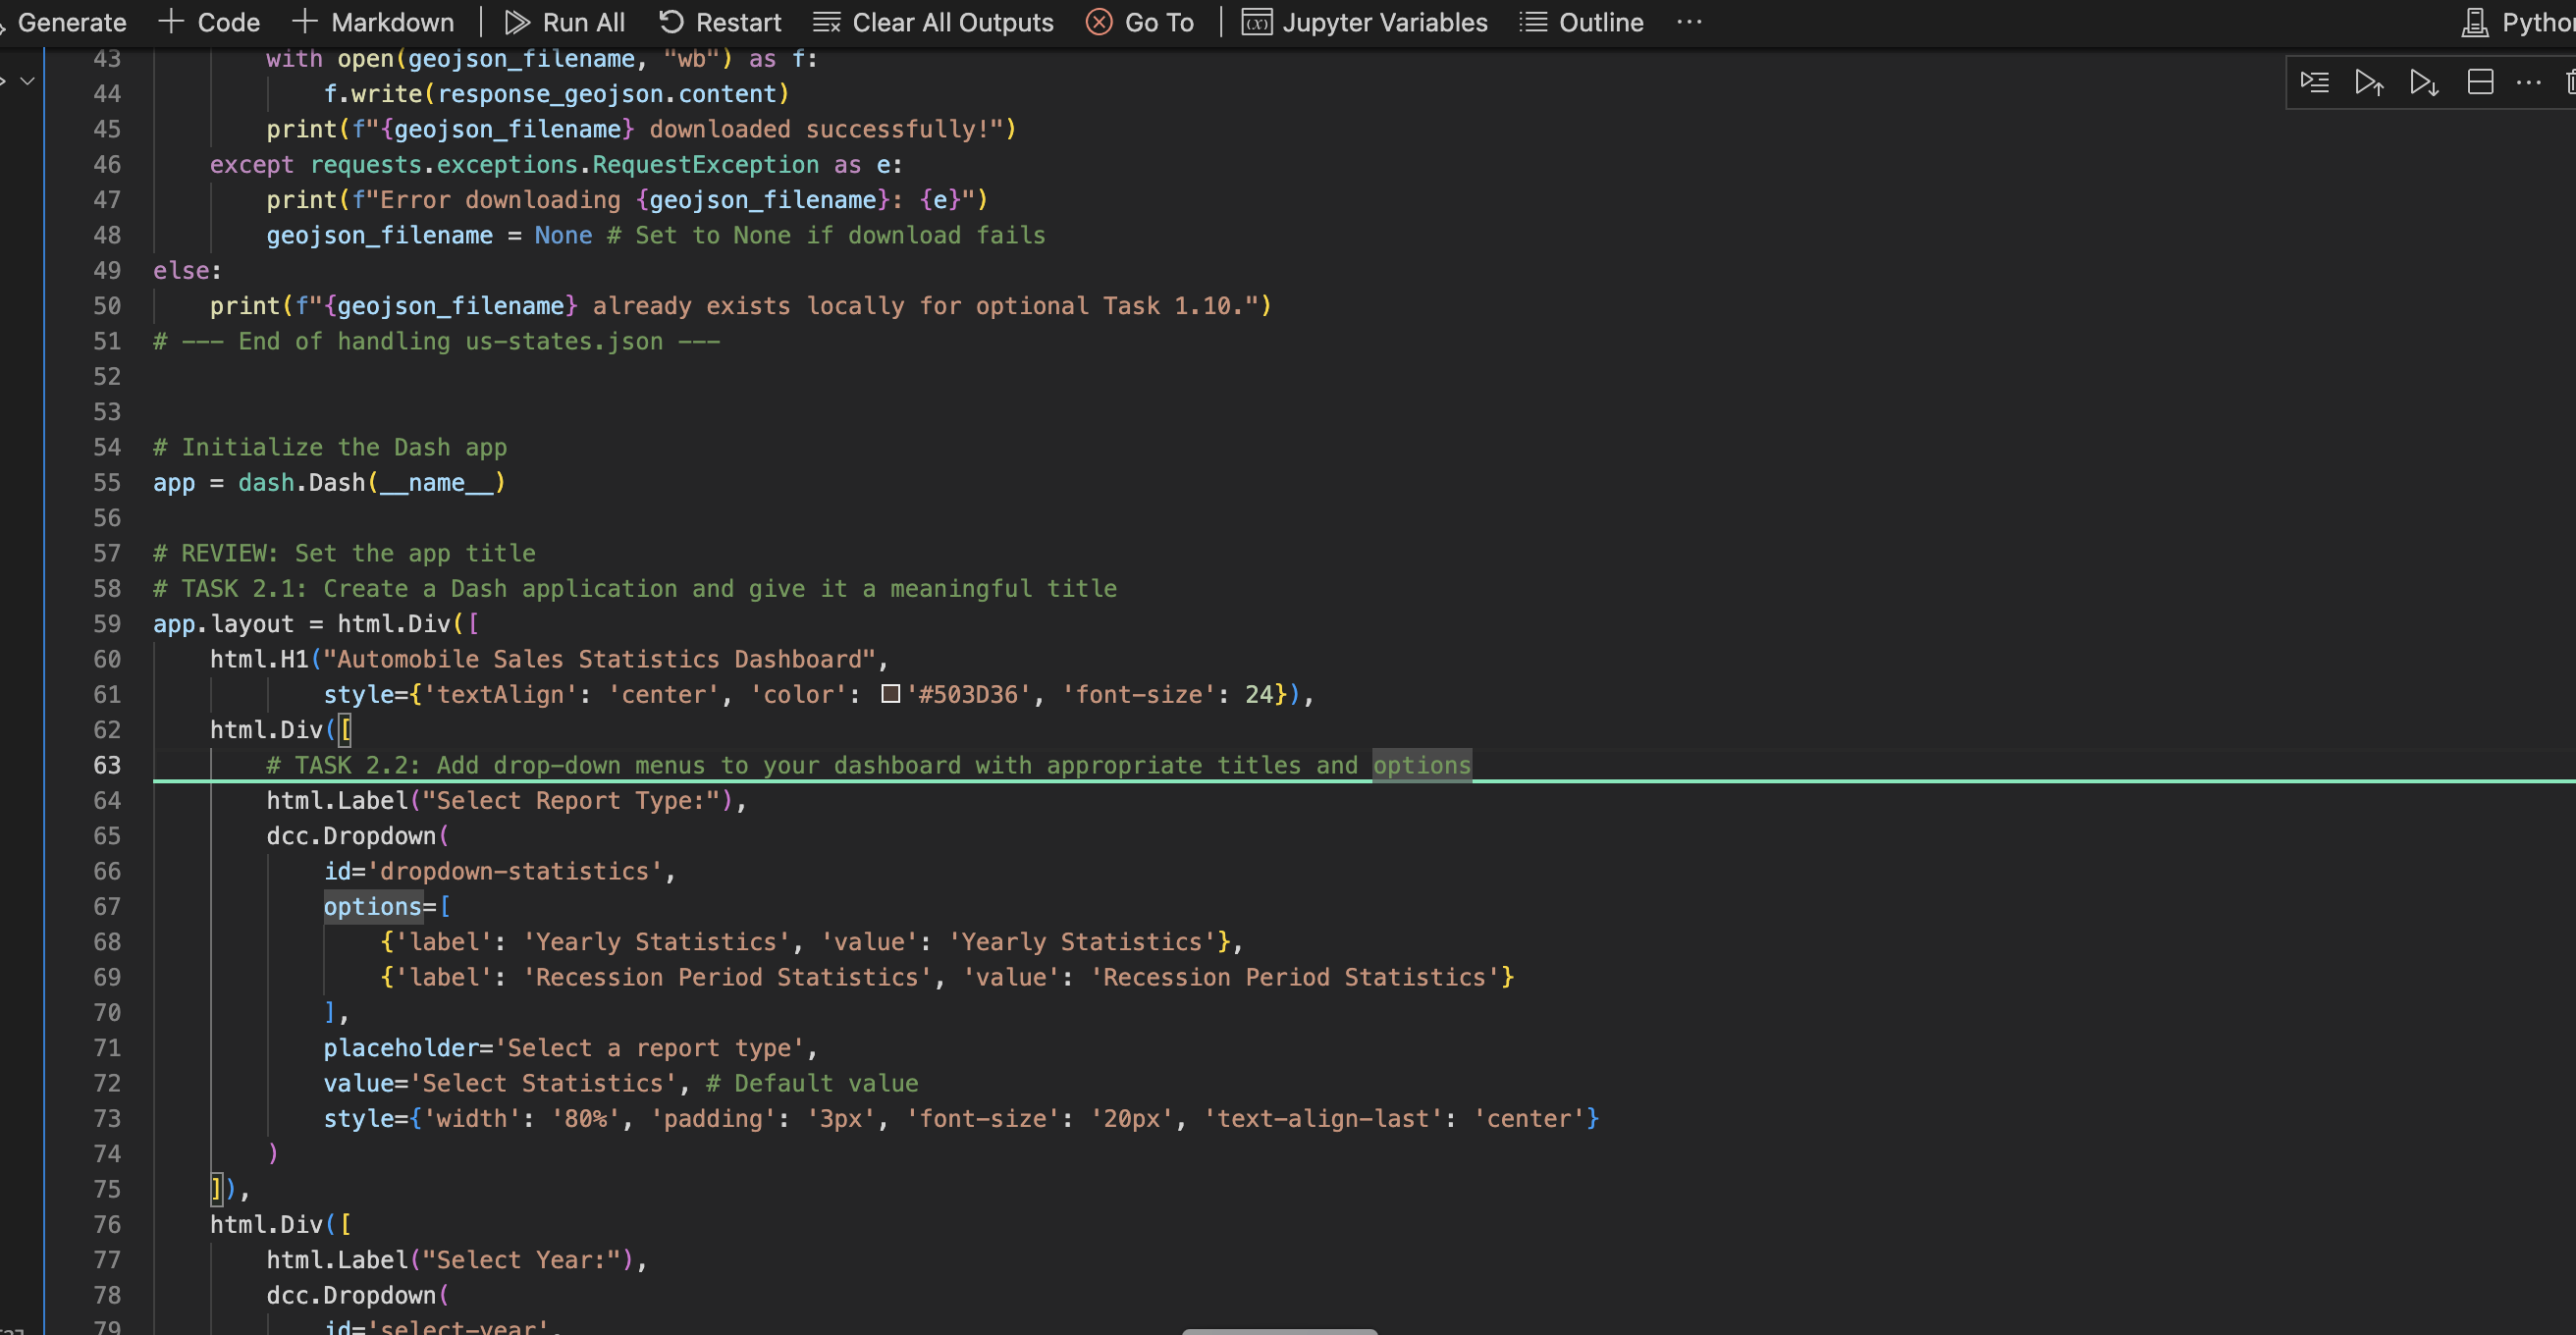 Generate + Code + Markdown | Run All Restart Clear All Outputs Go To | Jupyter Variables Outline ...
43 with open(geojson_filename, "wb") as f:
44 f.write(response_geojson.content)
45 print(f"{geojson_filename} downloaded successfully!")
46 except requests.exceptions.RequestException as e:
47 print(f"Error downloading {geojson_filename}: {e}")
48 geojson_filename = None # Set to None if download fails
49 else:
50 print(f"{geojson_filename} already exists locally for optional Task 1.10.")
51 # --- End of handling us-states.json ---
52
53
54 # Initialize the Dash app
55 app = dash.Dash(__name__)
56
57 # REVIEW: Set the app title
58 # TASK 2.1: Create a Dash application and give it a meaningful title
59 app.layout = html.Div([
60 html.H1("Automobile Sales Statistics Dashboard",
61 style={'textAlign': 'center', 'color': '#503D36', 'font-size': 24}),
62 html.Div([
63 # TASK 2.2: Add drop-down menus to your dashboard with appropriate titles and options
64 html.Label("Select Report Type:"),
65 dcc.Dropdown(
66 id='dropdown-statistics',
67 options=[
68 {'label': 'Yearly Statistics', 'value': 'Yearly Statistics'},
69 {'label': 'Recession Period Statistics', 'value': 'Recession Period Statistics'}
70 ],
71 placeholder='Select a report type',
72 value='Select Statistics', # Default value
73 style={'width': '80%', 'padding': '3px', 'font-size': '20px', 'text-align-last': 'center'}
74 )
75 ]),
76 html.Div([
77 html.Label("Select Year:"),
78 dcc.Dropdown(
79 id='select-year',